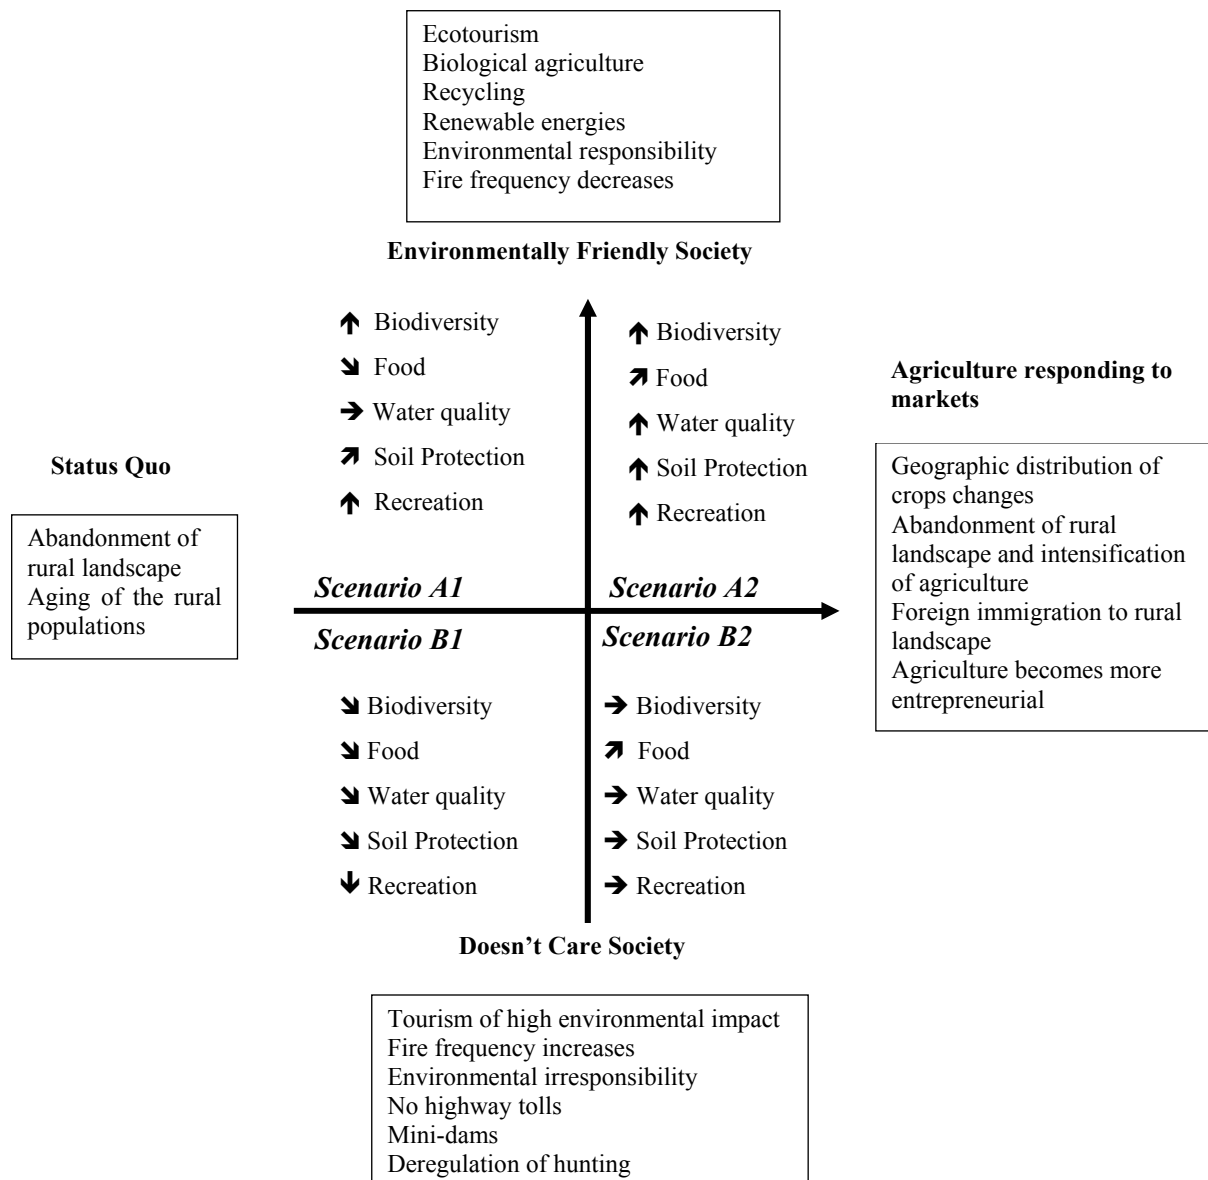 Ecotourism
Biological agriculture
Recycling
Renewable energies
Environmental responsibility
Fire frequency decreases
Environmentally Friendly Society
↑ Biodiversity
↘ Food
→ Water quality
↗ Soil Protection
↑ Recreation
↑ Biodiversity
↗ Food
↑ Water quality
↑ Soil Protection
↑ Recreation
Agriculture responding to
markets
Geographic distribution of
crops changes
Abandonment of rural
landscape and intensification
of agriculture
Foreign immigration to rural
landscape
Agriculture becomes more
entrepreneurial
Status Quo
Abandonment of
rural landscape
Aging of the rural
populations
Scenario A1
Scenario A2
Scenario B1
Scenario B2
↘ Biodiversity
↘ Food
↘ Water quality
↘ Soil Protection
↓ Recreation
→ Biodiversity
↗ Food
→ Water quality
→ Soil Protection
→ Recreation
Doesn’t Care Society
Tourism of high environmental impact
Fire frequency increases
Environmental irresponsibility
No highway tolls
Mini-dams
Deregulation of hunting